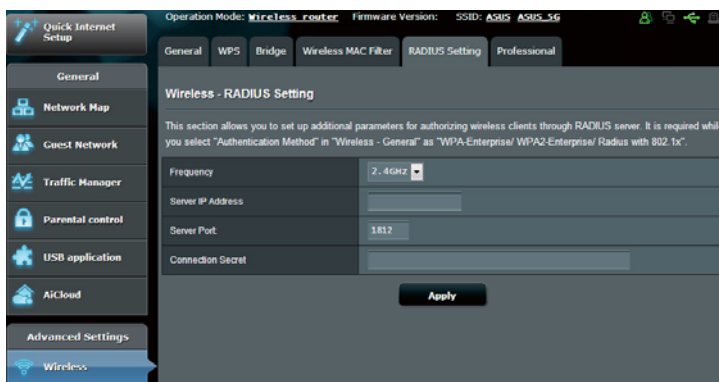 Quick Internet Setup
Operation Mode: Wireless router Firmware Version: SSID: ASUS ASUS_5G
General WPS Bridge Wireless MAC Filter RADIUS Setting Professional
General
Network Map
Guest Network
Traffic Manager
Parental control
USB application
AiCloud
Advanced Settings
Wireless
Wireless - RADIUS Setting
This section allows you to set up additional parameters for authorizing wireless clients through RADIUS server. It is required whil
you select "Authentication Method" in "Wireless - General" as "WPA-Enterprise/ WPA2-Enterprise/ Radius with 802.1x".
Frequency 2.4GHZ
Server IP Address
Server Port: 1812
Connection Secret
Apply